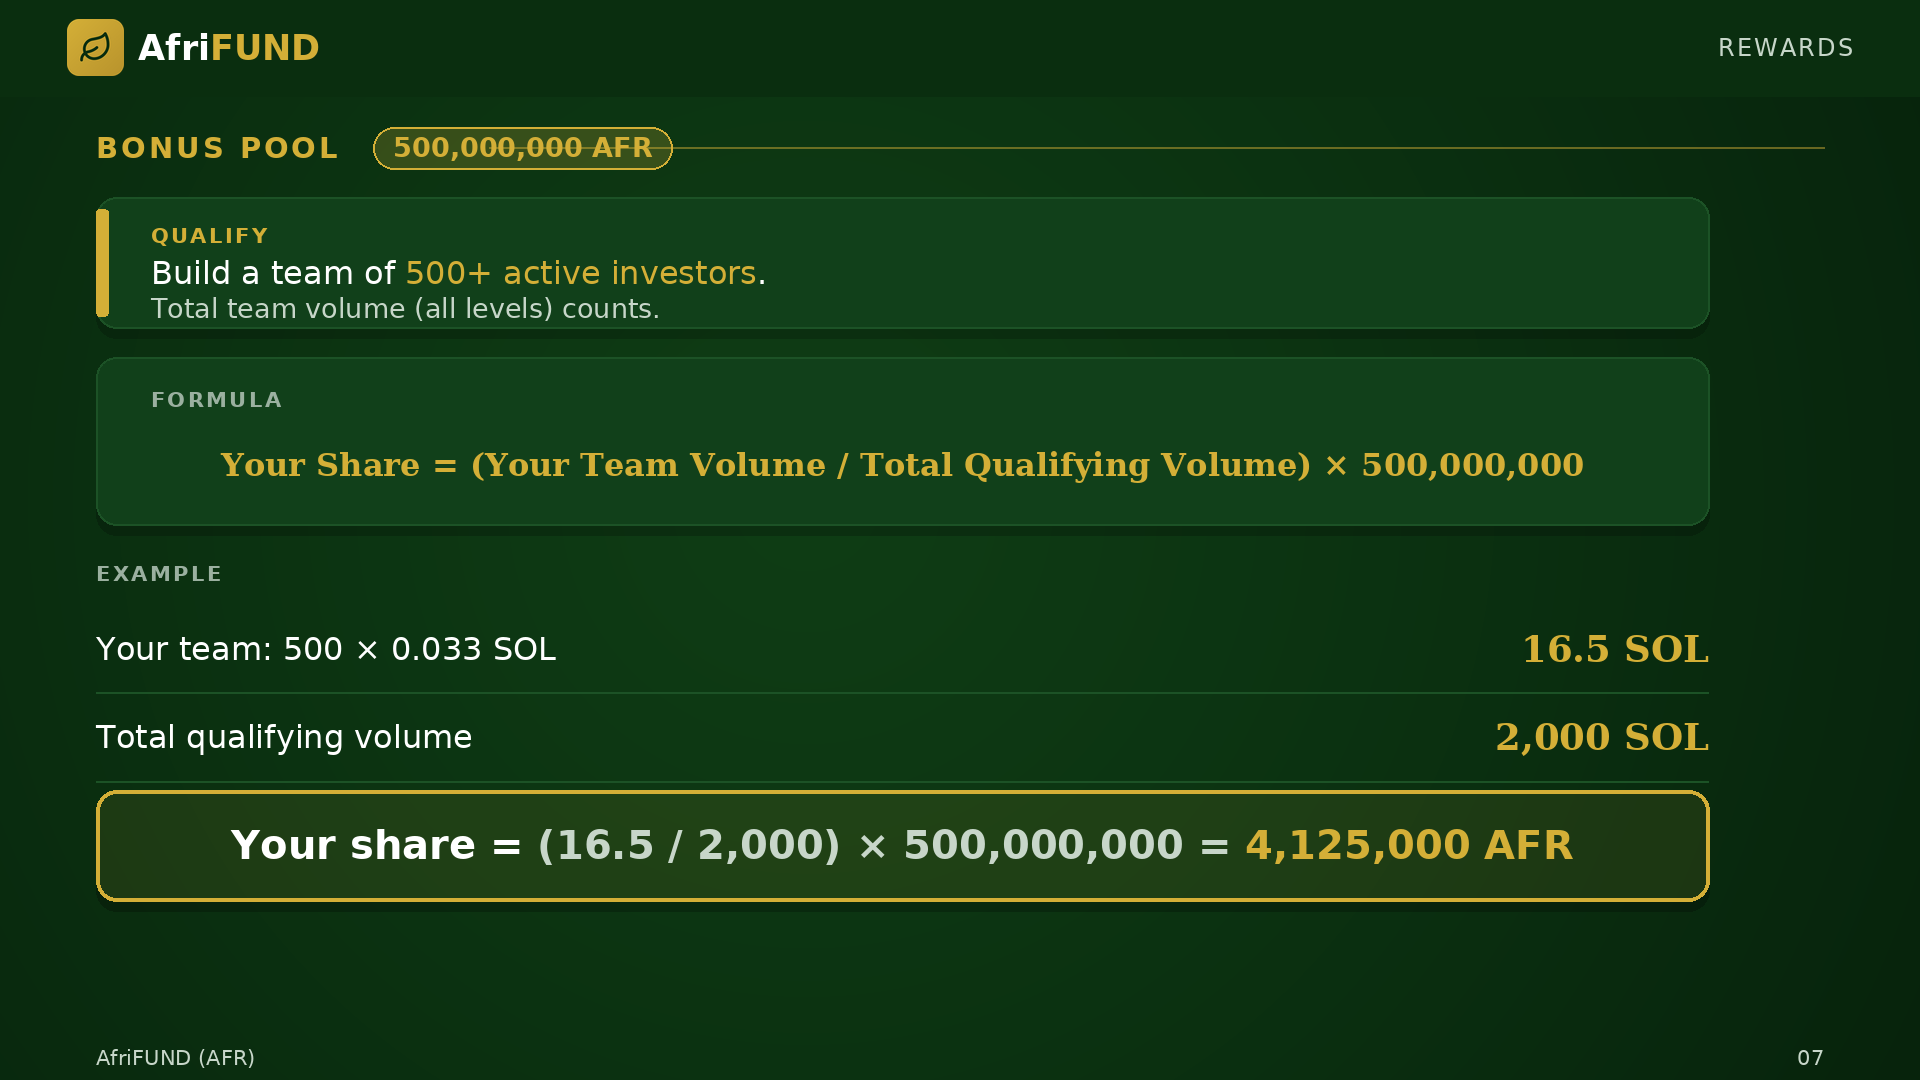 AfriFUND
REWARDS
BONUS POOL
500,000,000 AFR
QUALIFY
Build a team of 500+ active investors.
Total team volume (all levels) counts.
FORMULA
Your Share = (Your Team Volume / Total Qualifying Volume) × 500,000,000
EXAMPLE
Your team: 500 × 0.033 SOL
16.5 SOL
Total qualifying volume
2,000 SOL
Your share = (16.5 / 2,000) × 500,000,000 = 4,125,000 AFR
AfriFUND (AFR)
07